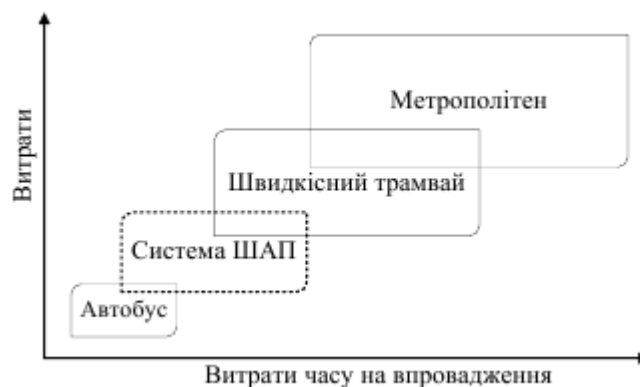 Витрати
Метрополітен
Швидкісний трамвай
Система ШАП
Автобус
Витрати часу на впровадження